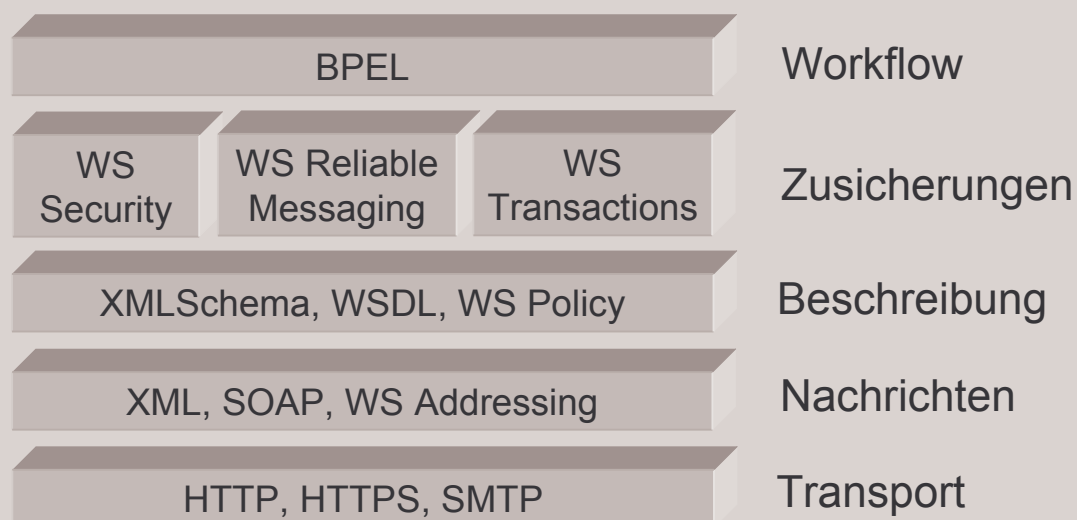 BPEL
Workflow
WS
Security
WS Reliable
Messaging
WS
Transactions
Zusicherungen
XMLSchema, WSDL, WS Policy
Beschreibung
XML, SOAP, WS Addressing
Nachrichten
HTTP, HTTPS, SMTP
Transport